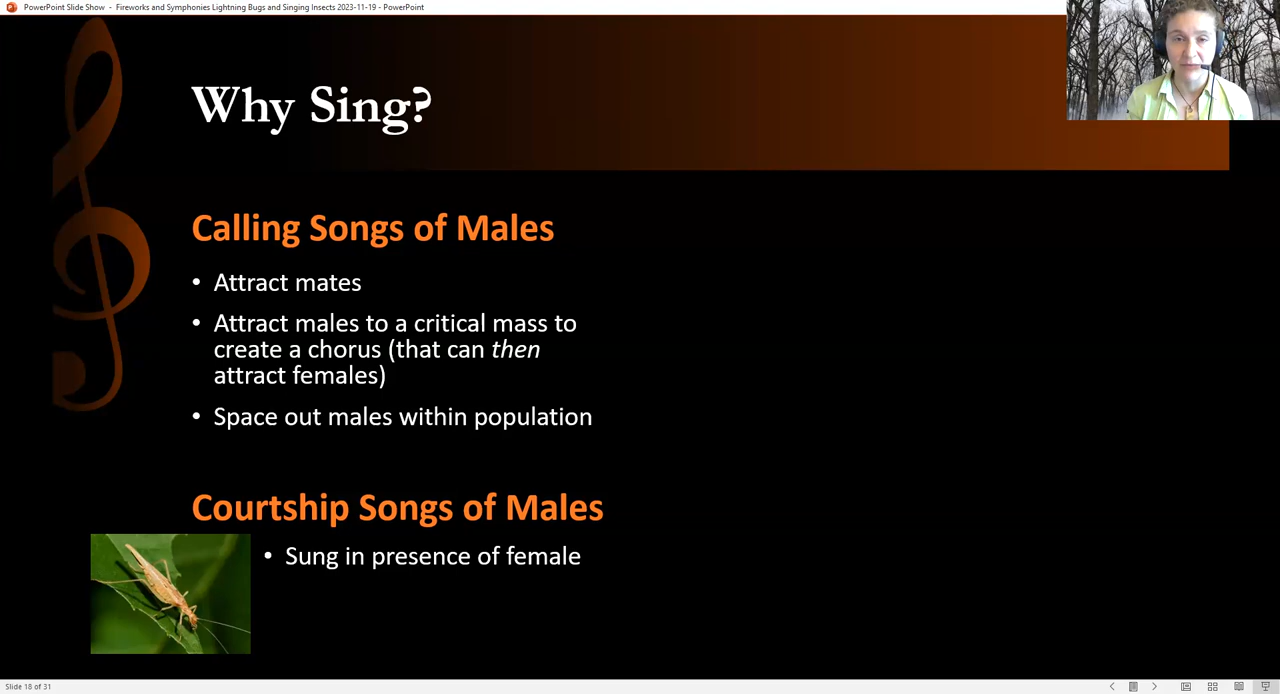 PowerPoint Slide Show - Fireworks and Symphonies Lightning Bugs and Singing Insects 2023-11-19 - PowerPoint
Why Sing?
Calling Songs of Males
• Attract mates
• Attract males to a critical mass to
create a chorus (that can then
attract females)
• Space out males within population
Courtship Songs of Males
• Sung in presence of female
Slide 18 of 31